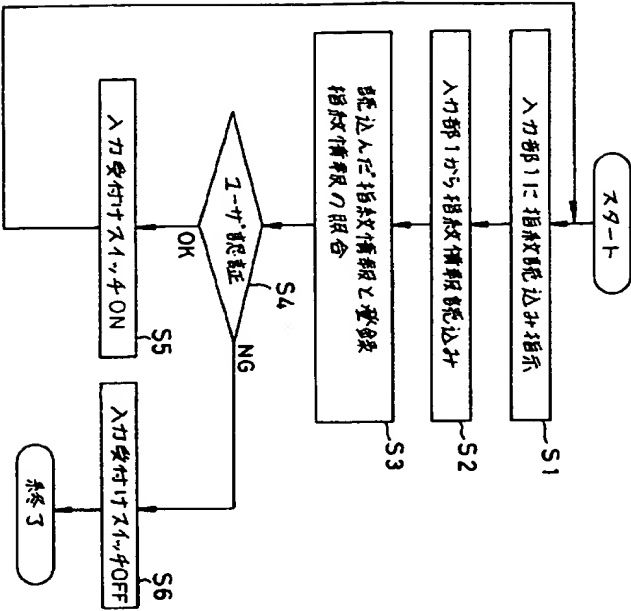 スタート
入力部1に指紋読込み指示
S1
入力部1から指紋情報読込み
S2
読込んだ指紋情報と登録
指紋情報の照合
S3
ユーザ認証
S4
OK
NG
入力受付けスイッチON
S5
入力受付けスイッチOFF
S6
終了